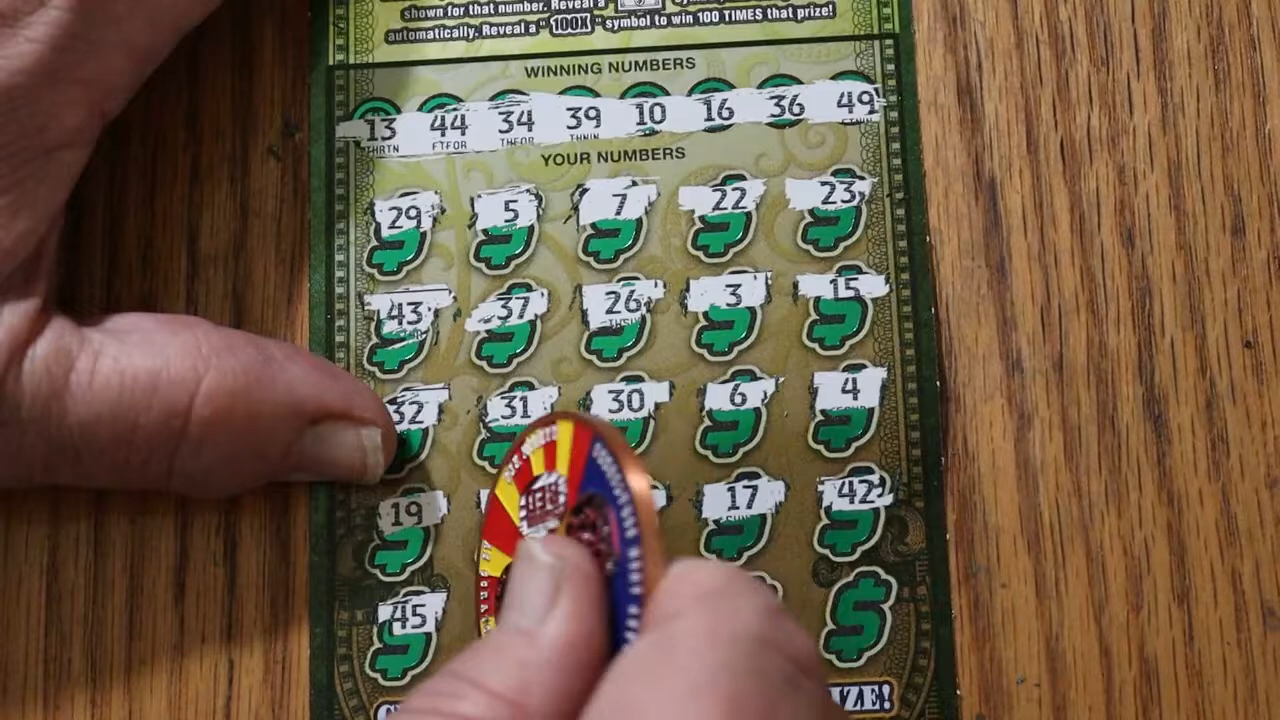 shown for that number. Reveal a "
automatically. Reveal a "100X" symbol to win 100 TIMES that prize!
WINNING NUMBERS
13 44 34 39 10 16 36 49
THRTN FTFOR THFOR THNIN
YOUR NUMBERS
29 5 7 22 23
43 37 26 3 15
32 31 30 6 4
19 17 42
45